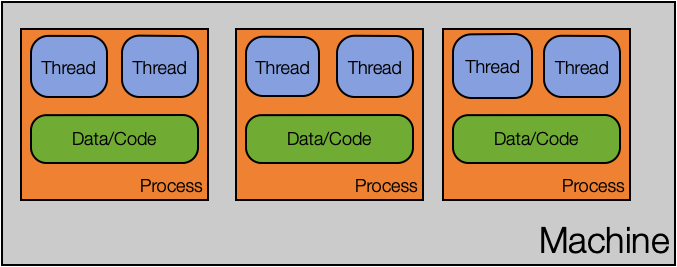 Thread Thread Thread Thread Thread Thread
Data/Code Data/Code Data/Code
Process Process Process
Machine